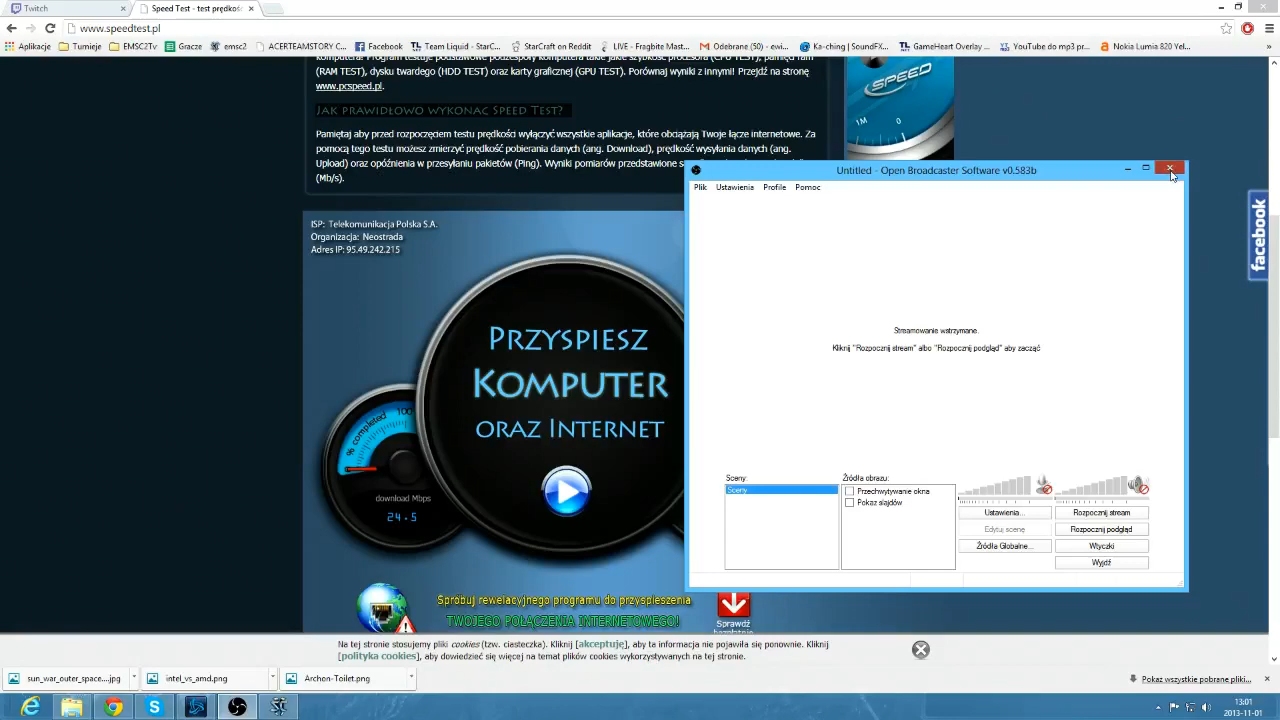 Twitch
Speed Test - test prędkośc
www.speedtest.pl
Aplikacje
Turnieje
EMSC2Tv
Gracze
emsc2
ACERTEAMSTORY C...
Facebook
Team Liquid - StarC...
StarCraft on Reddit
LIVE - Fragbite Mast...
Odebrane (50) - ewi...
Ka-ching | SoundFX...
GameHeart Overlay ...
YouTube do mp3 pr...
Nokia Lumia 820 Yel...
(RAM TEST), dysku twardego (HDD TEST) oraz karty graficznej (GPU TEST). Porównaj wyniki z innymi! Przejdź na stronę
www.pcspeed.pl.
Jak prawidłowo wykonać Speed Test?
Pamiętaj aby przed rozpoczęciem testu prędkości wyłączyć wszystkie aplikacje, które obciążają Twoje łącze internetowe. Za
pomocą tego testu możesz zmierzyć prędkość pobierania danych (ang. Download), prędkość wysyłania danych (ang.
Upload) oraz opóźnienia w przesyłaniu pakietów (Ping). Wyniki pomiarów przedstawione
(Mb/s).
SPEED
1M
0
Untitled - Open Broadcaster Software v0.583b
Plik
Ustawienia
Profile
Pomoc
Streamowanie wstrzymane.
Kliknij "Rozpocznij stream" albo "Rozpocznij podgląd" aby zacząć
Sceny:
Sceny
Źródła obrazu:
Przechwytywanie okna
Pokaz slajdów
Ustawienia...
Edytuj scenę
Źródła Globalne...
Rozpocznij stream
Rozpocznij podgląd
Wtyczki
Wyjdź
facebook
ISP: Telekomunikacja Polska S.A.
Organizacja: Neostrada
Adres IP: 95.49.242.215
Przyspiesz
Komputer
oraz Internet
% completed
100
download Mbps
24.5
Spróbuj rewelacyjnego programu do przyspieszenia
TWOJEGO POŁĄCZENIA INTERNETOWEGO!
Sprawdź
Na tej stronie stosujemy pliki cookies (tzw. ciasteczka). Kliknij [akceptuję], aby ta informacja nie pojawiła się ponownie. Kliknij
[polityka cookies], aby dowiedzieć się więcej na temat plików cookies wykorzystywanych na tej stronie.
sun_war_outer_space....jpg
intel_vs_amd.png
Archon-Toilet.png
Pokaż wszystkie pobrane pliki...
13:01
2013-11-01